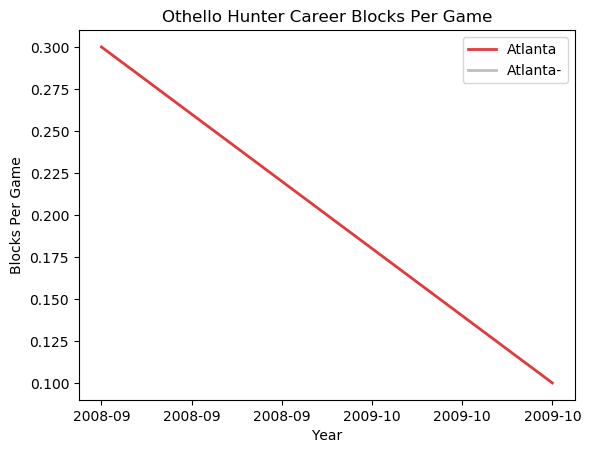 Othello Hunter Career Blocks Per Game
Atlanta
Atlanta-
0.300
0.275
0.250
0.225
0.200
0.175
0.150
0.125
0.100
Blocks Per Game
2008-09 2008-09 2008-09 2009-10 2009-10 2009-10
Year